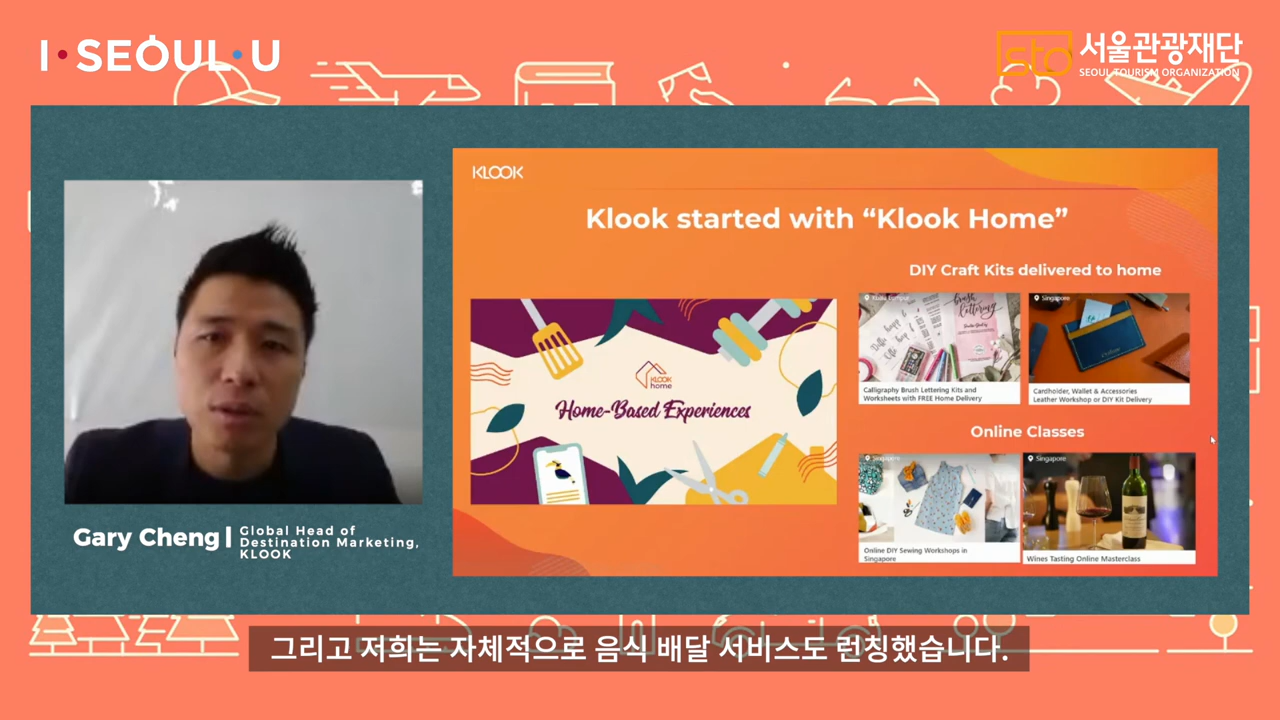 I·SEOUL·U
sto 서울관광재단
SEOUL TOURISM ORGANIZATION
KLOOK
Klook started with “Klook Home”
DIY Craft Kits delivered to home
Kuala Lumpur
brush
lettering
Singapore
Calligraphy Brush Lettering Kits and
Worksheets with FREE Home Delivery
Cardholder, Wallet & Accessories
Leather Workshop or DIY Kit Delivery
KLOOK
home
Home-Based Experiences
Online Classes
Singapore
Singapore
Online DIY Sewing Workshops in
Singapore
Wines Tasting Online Masterclass
Gary Cheng
Global Head of
Destination Marketing,
KLOOK
그리고 저희는 자체적으로 음식 배달 서비스도 런칭했습니다.